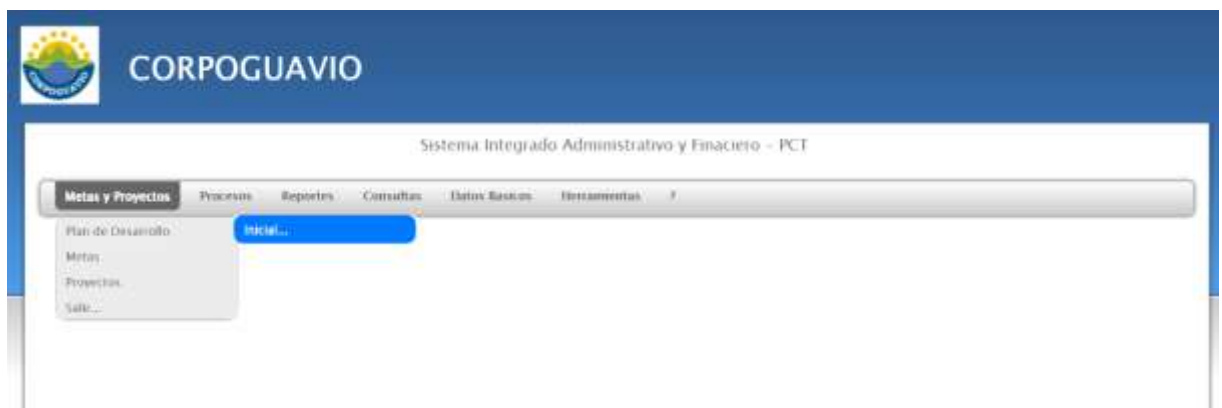 CORPOGUAVIO
CORPOGUAVIO
Sistema Integrado Administrativo y Finaciero - PCT
Metas y Proyectos Procesos Reportes Consultas Datos Basicos Herramientas ?
Plan de Desarrollo Inicial...
Metas
Proyectos
Salir...